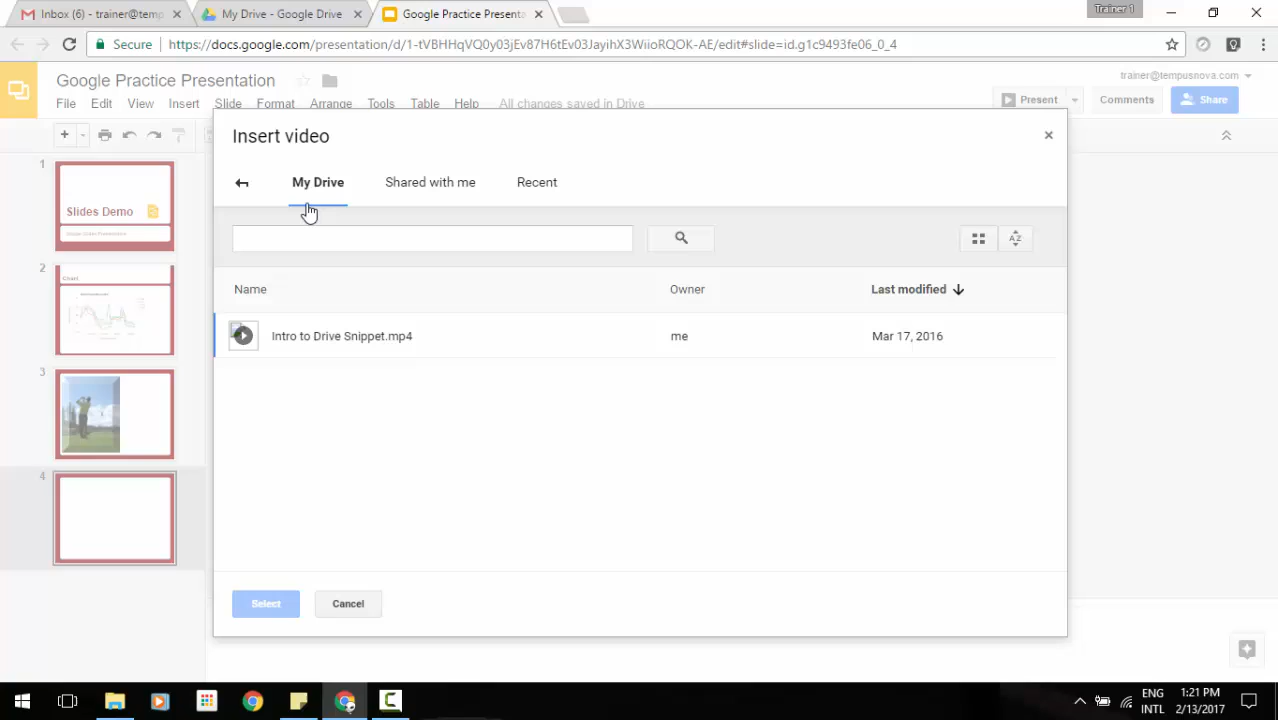 Inbox (6) - trainer@temp
My Drive - Google Drive
Google Practice Presenta
Trainer 1
Secure
https://docs.google.com/presentation/d/1-tVBHHqVQ0y03jEv87H6tEv03JayihX3WiioRQOK-AE/edit#slide=id.g1c9493fe06_0_4
Google Practice Presentation
trainer@tempusnova.com
File Edit View Insert Slide Format Arrange Tools Table Help All changes saved in Drive
Present
Comments
Share
Insert video
My Drive
Shared with me
Recent
AZ
Name
Owner
Last modified
Intro to Drive Snippet.mp4
me
Mar 17, 2016
Select
Cancel
1
Slides Demo
2
Chart
3
4
ENG
INTL
1:21 PM
2/13/2017